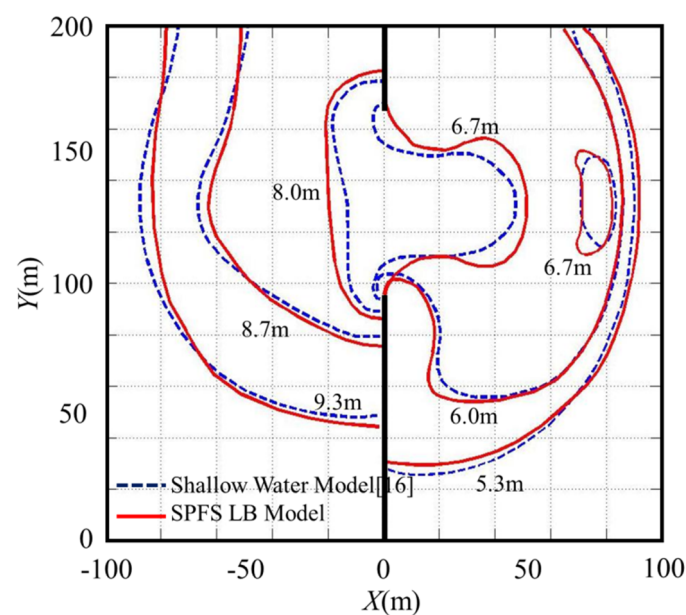 200
150
100
50
0
Y(m)
6.7m
8.0m
6.7m
8.7m
9.3m
6.0m
5.3m
Shallow Water Model[16]
SPFS LB Model
-100
-50
0
50
100
X(m)